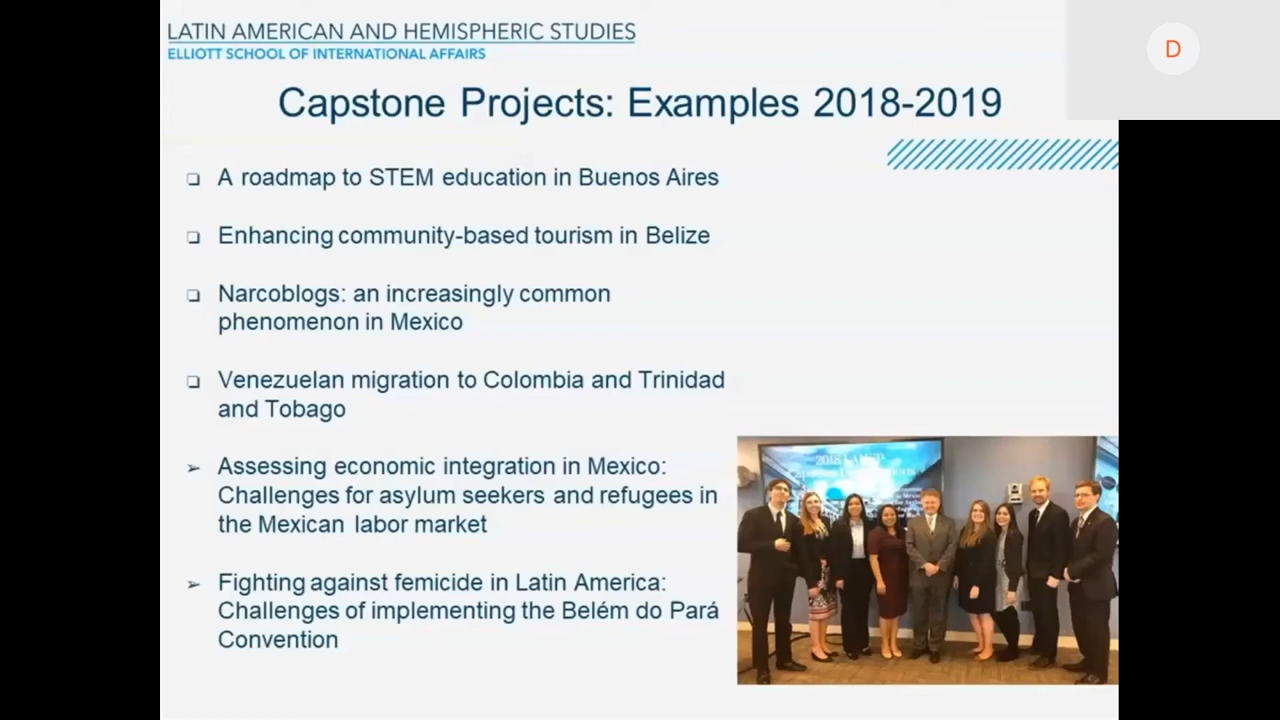 LATIN AMERICAN AND HEMISPHERIC STUDIES
ELLIOTT SCHOOL OF INTERNATIONAL AFFAIRS
D
Capstone Projects: Examples 2018-2019
A roadmap to STEM education in Buenos Aires
Enhancing community-based tourism in Belize
Narcoblogs: an increasingly common
phenomenon in Mexico
Venezuelan migration to Colombia and Trinidad
and Tobago
Assessing economic integration in Mexico:
Challenges for asylum seekers and refugees in
the Mexican labor market
Fighting against femicide in Latin America:
Challenges of implementing the Belém do Pará
Convention
2018